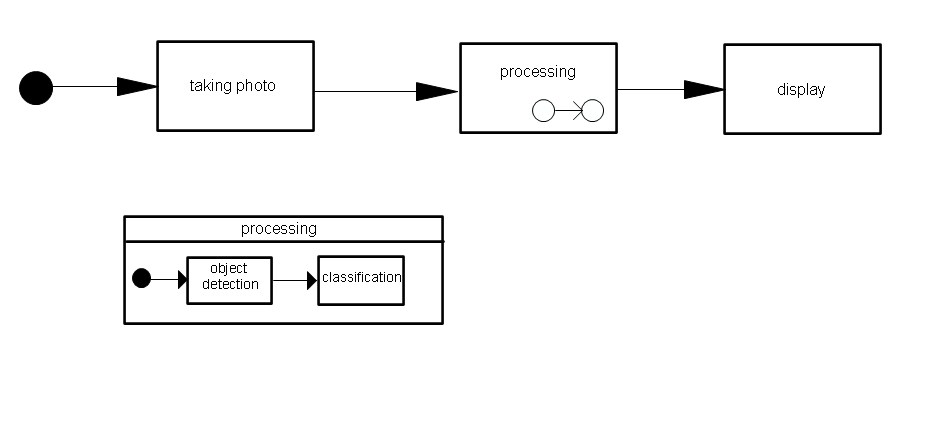 taking photo
processing
display
processing
object
detection
classification